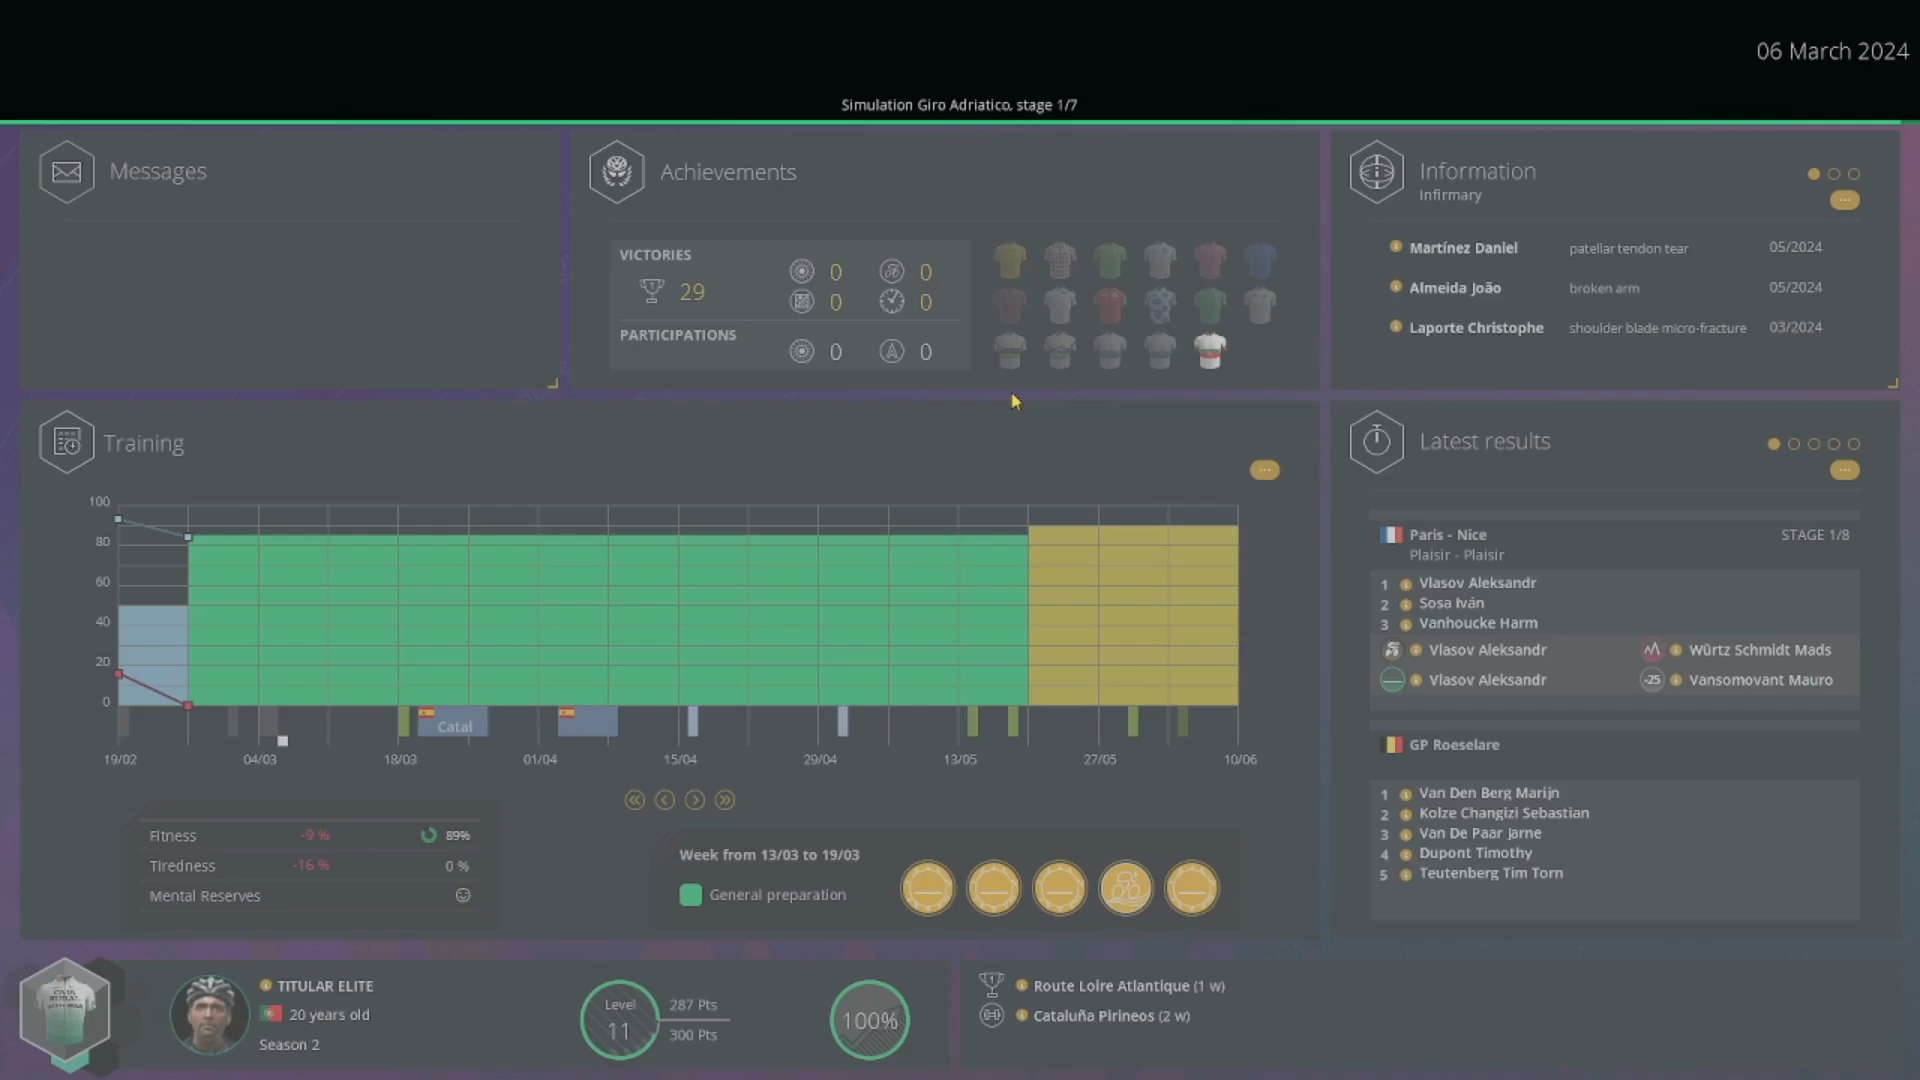 06 March 2024
Simulation Giro Adriatico, stage 1/7
Messages
Achievements
VICTORIES
29
0 0
0 0
PARTICIPATIONS
0 0
Information
Infirmary
...
Martínez Daniel patellar tendon tear 05/2024
Almeida João broken arm 05/2024
Laporte Christophe shoulder blade micro-fracture 03/2024
Training
...
100
80
60
40
20
0
Catal
19/02 04/03 18/03 01/04 15/04 29/04 13/05 27/05 10/06
Fitness -9 % 89%
Tiredness -16 % 0 %
Mental Reserves
Week from 13/03 to 19/03
General preparation
Latest results
...
Paris - Nice STAGE 1/8
Plaisir - Plaisir
1 Vlasov Aleksandr
2 Sosa Iván
3 Vanhoucke Harm
Vlasov Aleksandr Würtz Schmidt Mads
Vlasov Aleksandr -25 Vansomovant Mauro
GP Roeselare
1 Van Den Berg Marijn
2 Kolze Changizi Sebastian
3 Van De Paar Jarne
4 Dupont Timothy
5 Teutenberg Tim Torn
CAJA
RURAL
TITULAR ELITE
20 years old
Season 2
Level
11
287 Pts
300 Pts
100%
Route Loire Atlantique (1 w)
Cataluña Pirineos (2 w)